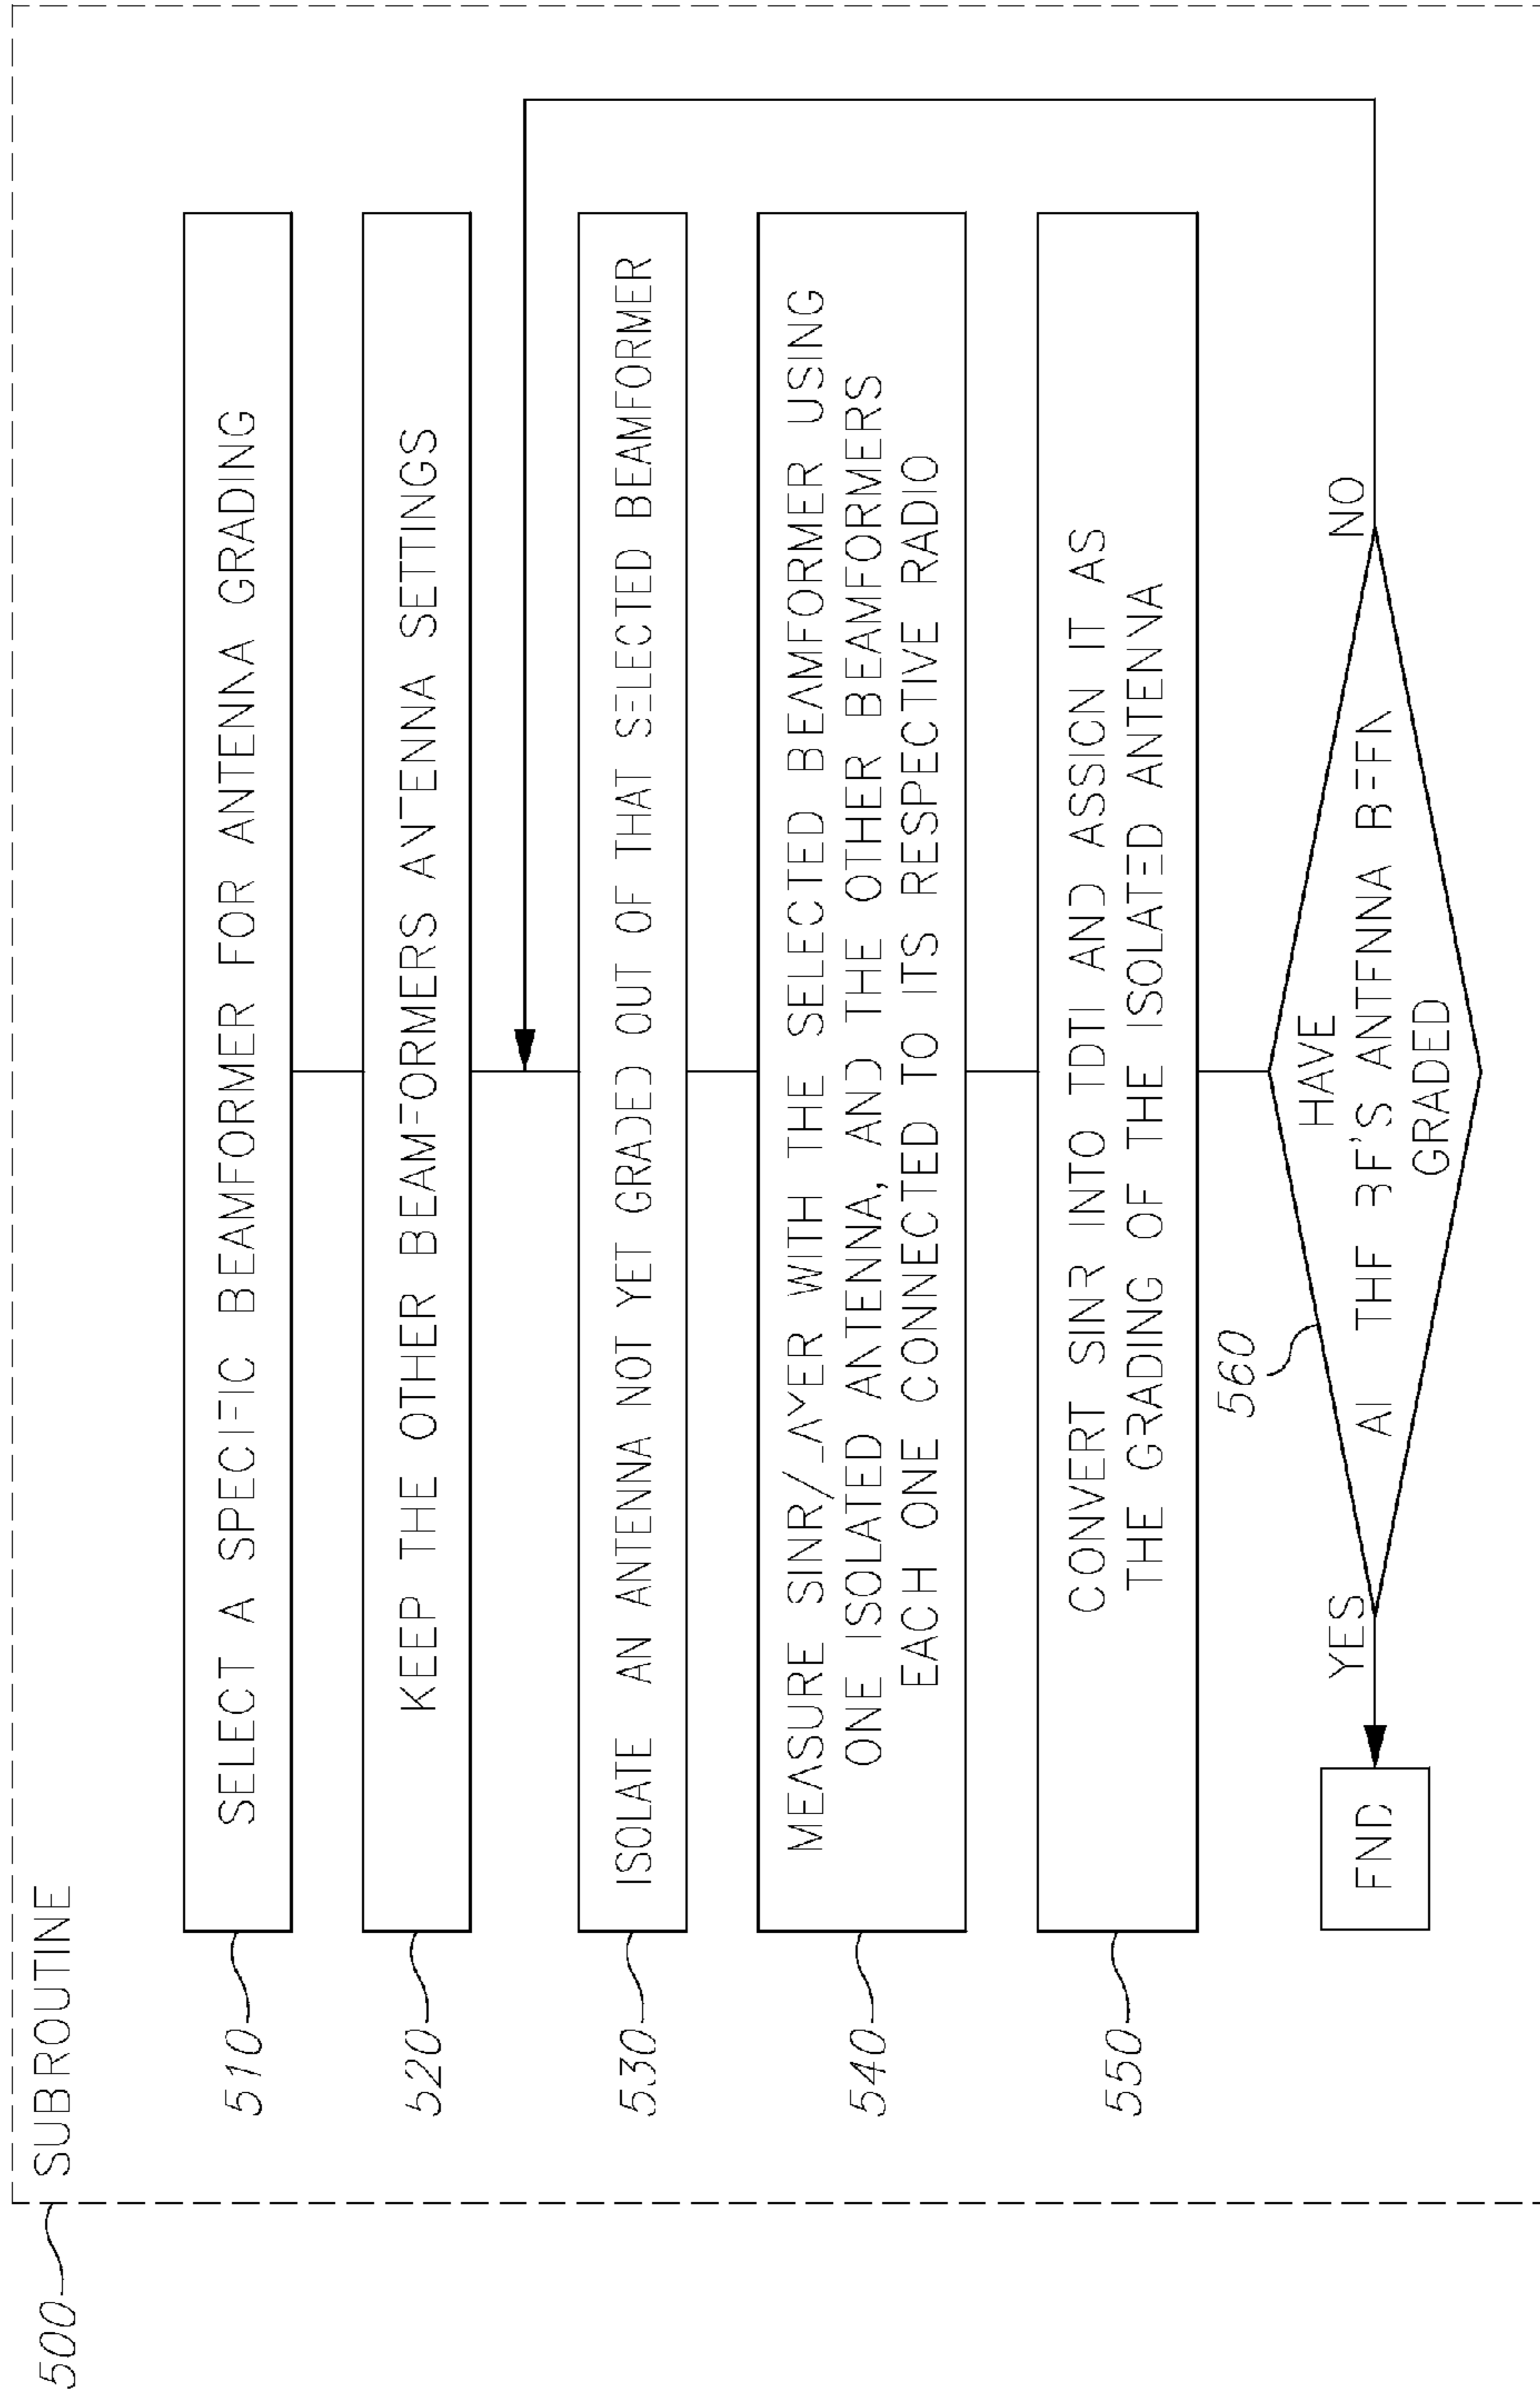 500
SUBROUTINE
510
SELECT A SPECIFIC BEAMFORMER FOR ANTENNA GRADING
520
KEEP THE OTHER BEAMFORMERS ANTENNA SETTINGS
530
ISOLATE AN ANTENNA NOT YET GRADED OUT OF THAT SELECTED BEAMFORMER
540
MEASURE SINR/LAYER WITH THE SELECTED BEAMFORMER USING
ONE ISOLATED ANTENNA, AND THE OTHER BEAMFORMERS
EACH ONE CONNECTED TO ITS RESPECTIVE RADIO
550
CONVERT SINR INTO TDTI AND ASSIGN IT AS
THE GRADING OF THE ISOLATED ANTENNA
560
HAVE
ALL THE BF'S ANTENNA BEEN
GRADED
NO
YES
END